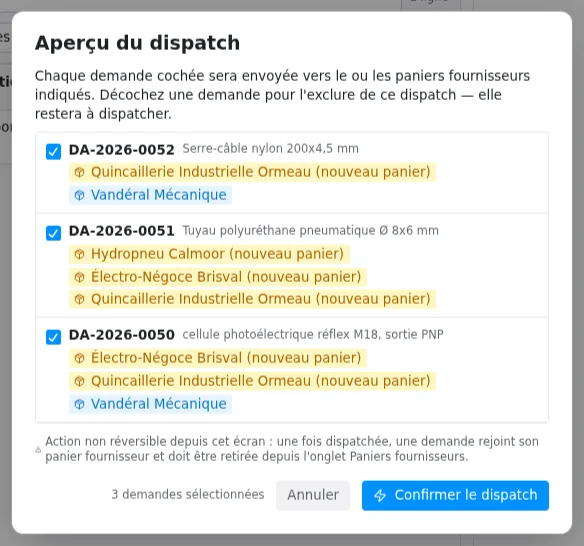 es
ti
oor
Aperçu du dispatch
Chaque demande cochée sera envoyée vers le ou les paniers fournisseurs
indiqués. Décochez une demande pour l'exclure de ce dispatch — elle
restera à dispatcher.
DA-2026-0052 Serre-câble nylon 200x4,5 mm
Quincaillerie Industrielle Ormeau (nouveau panier)
Vandéral Mécanique
DA-2026-0051 Tuyau polyuréthane pneumatique Ø 8x6 mm
Hydropneu Calmoor (nouveau panier)
Électro-Négoce Brisval (nouveau panier)
Quincaillerie Industrielle Ormeau (nouveau panier)
DA-2026-0050 cellule photoélectrique réflex M18, sortie PNP
Électro-Négoce Brisval (nouveau panier)
Quincaillerie Industrielle Ormeau (nouveau panier)
Vandéral Mécanique
Action non réversible depuis cet écran : une fois dispatchée, une demande rejoint son
panier fournisseur et doit être retirée depuis l'onglet Paniers fournisseurs.
3 demandes sélectionnées
Annuler
Confirmer le dispatch